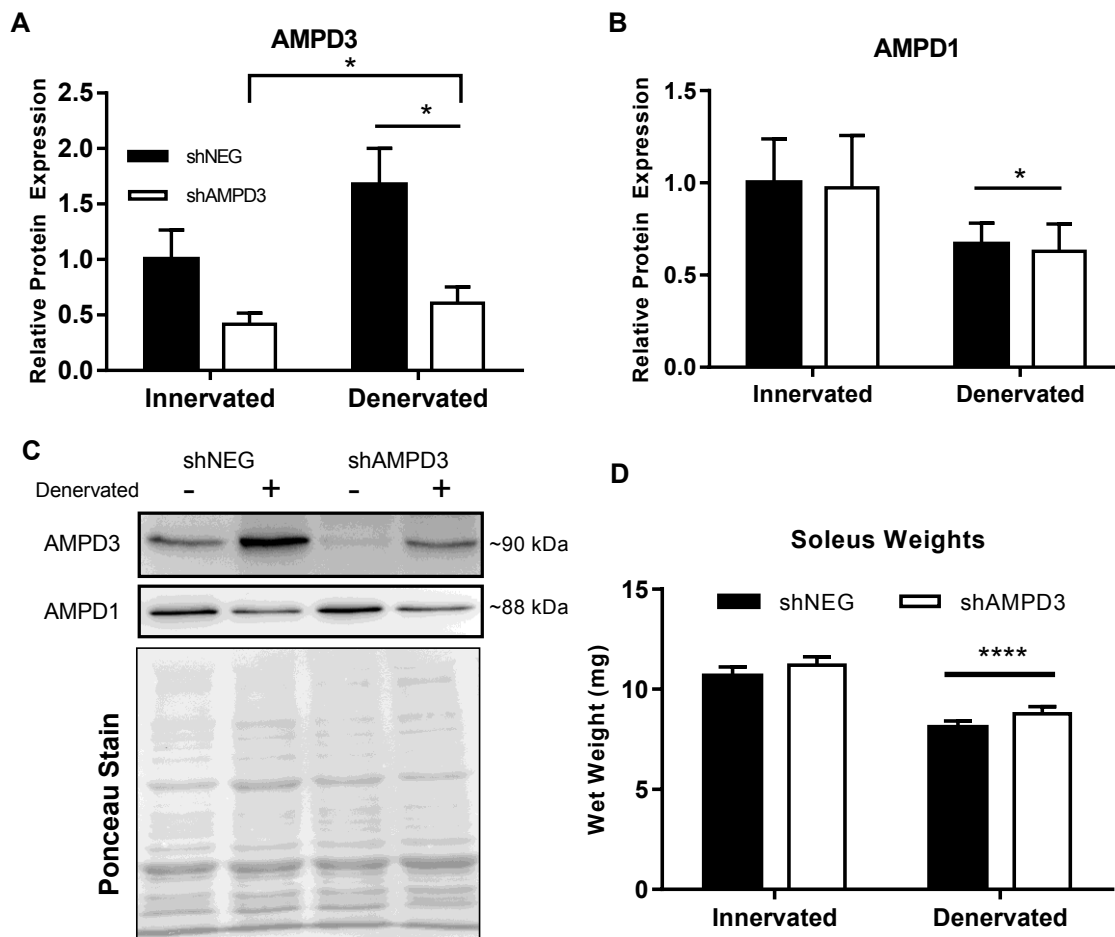 A
AMPD3
Relative Protein Expression
2.5
2.0
1.5
1.0
0.5
0.0
*
*
shNEG
shAMPD3
Innervated
Denervated
B
AMPD1
Relative Protein Expression
1.5
1.0
0.5
0.0
*
Innervated
Denervated
C
shNEG
shAMPD3
Denervated
- + - +
AMPD3
~90 kDa
AMPD1
~88 kDa
Ponceau Stain
D
Soleus Weights
Wet Weight (mg)
15
10
5
0
shNEG
shAMPD3
****
Innervated
Denervated